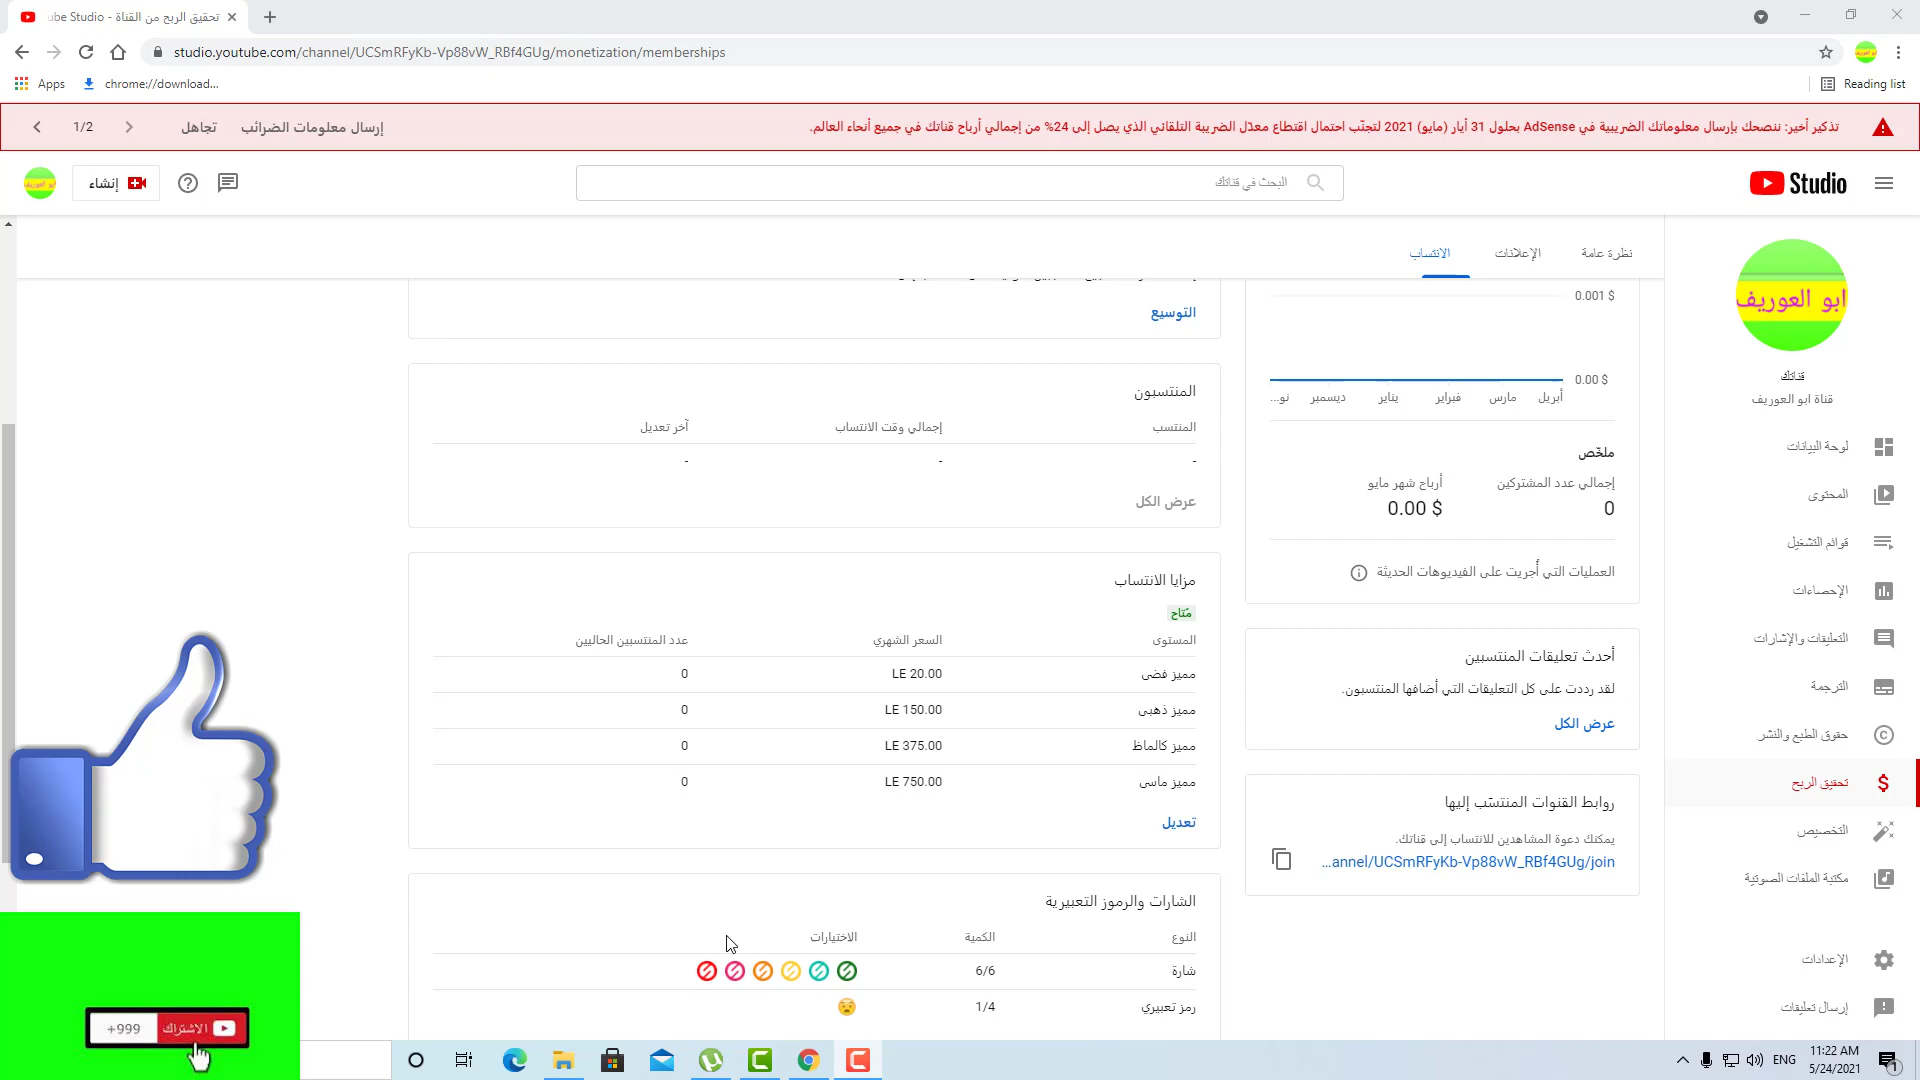 تحقيق الربح من القناة - ube Studio
studio.youtube.com/channel/UCSmRFyKb-Vp88vW_RBf4GUg/monetization/memberships
Apps
chrome://download...
Reading list
تذكير أخير: ننصحك بإرسال معلوماتك الضريبية في AdSense بحلول 31 أيار (مايو) 2021 لتجنّب احتمال اقتطاع معدّل الضريبة التلقائي الذي يصل إلى 24% من إجمالي أرباح قناتك في جميع أنحاء العالم.
إرسال معلومات الضرائب
تجاهل
1/2
Studio
البحث في قناتك
إنشاء
نظرة عامة
الإعلانات
الانتساب
ابو العوريف
قناتك
قناة ابو العوريف
لوحة البيانات
المحتوى
قوائم التشغيل
الإحصاءات
التعليقات والإشارات
الترجمة
حقوق الطبع والنشر
تحقيق الربح
التخصيص
مكتبة الملفات الصوتية
الإعدادات
إرسال تعليقات
0.001 $
0.00 $
أبريل
مارس
فبراير
يناير
ديسمبر
نو...
ملخّص
إجمالي عدد المشتركين
أرباح شهر مايو
0
0.00 $
العمليات التي أُجريت على الفيديوهات الحديثة
أحدث تعليقات المنتسبين
لقد رددت على كل التعليقات التي أضافها المنتسبون.
عرض الكل
روابط القنوات المنتسَب إليها
يمكنك دعوة المشاهدين للانتساب إلى قناتك.
...annel/UCSmRFyKb-Vp88vW_RBf4GUg/join
التوسيع
المنتسبون
المنتسب
إجمالي وقت الانتساب
آخر تعديل
-
-
-
عرض الكل
مزايا الانتساب
مُتاح
المستوى
السعر الشهري
عدد المنتسبين الحاليين
مميز فضى
LE 20.00
0
مميز ذهبى
LE 150.00
0
مميز كالماظ
LE 375.00
0
مميز ماسى
LE 750.00
0
تعديل
الشارات والرموز التعبيرية
النوع
الكمية
الاختيارات
شارة
6/6
رمز تعبيري
1/4
الاشتراك
+999
ENG
11:22 AM
5/24/2021
1